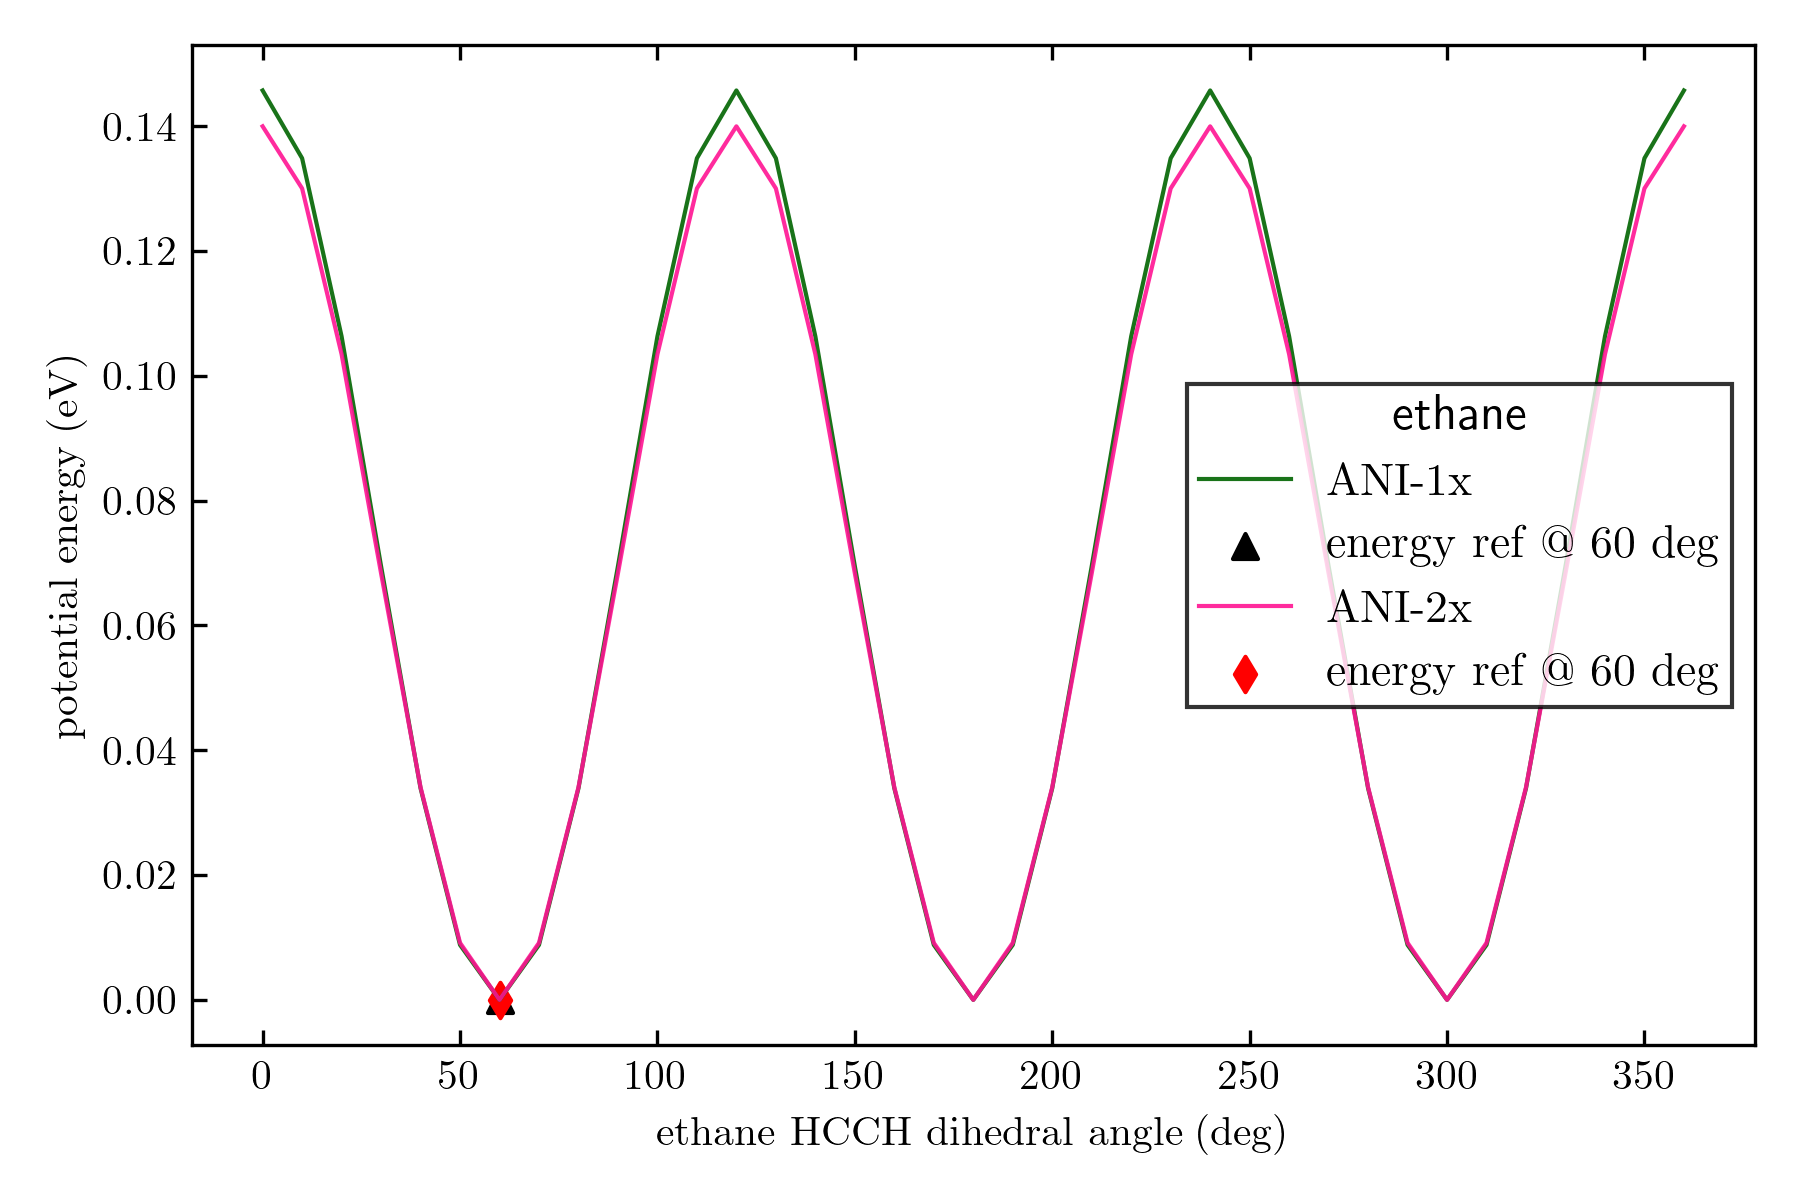 0.14
0.12
0.10
0.08
0.06
0.04
0.02
0.00
potential energy (eV)
ethane
ANI-1x
energy ref @ 60 deg
ANI-2x
energy ref @ 60 deg
0 50 100 150 200 250 300 350
ethane HCCH dihedral angle (deg)